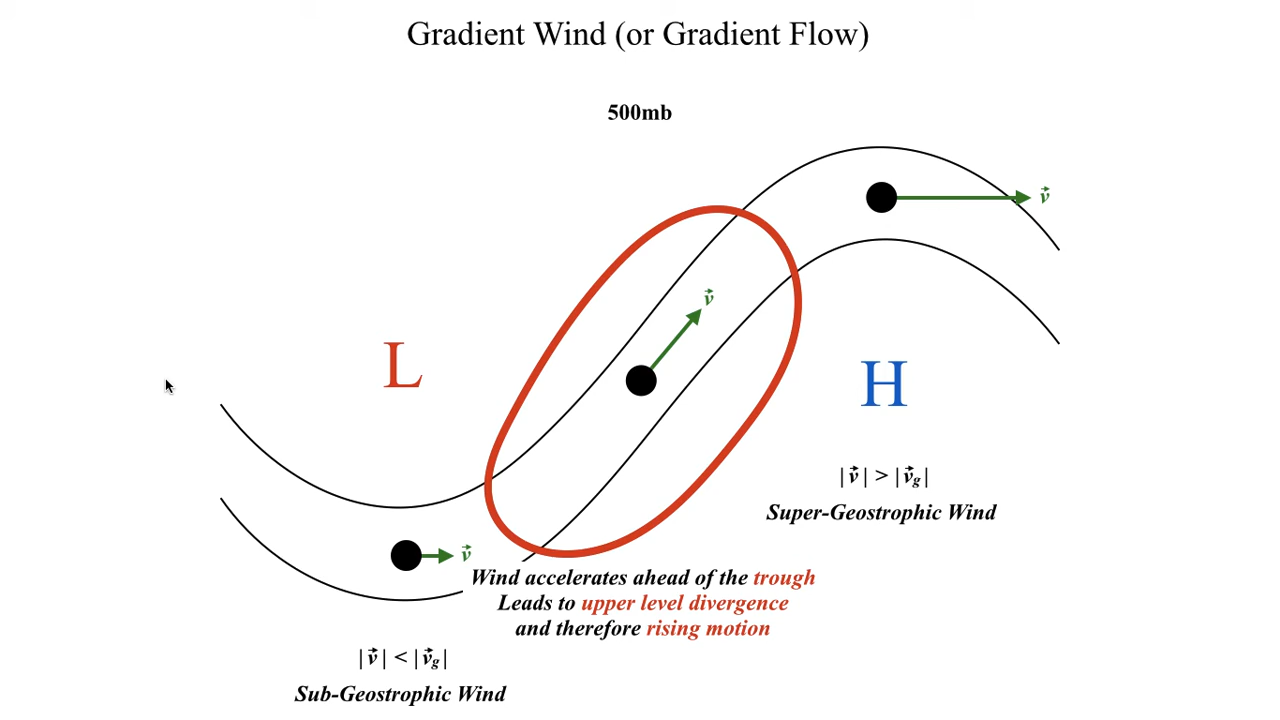 Gradient Wind (or Gradient Flow)
500mb
v⃗
v⃗
L
H
|v⃗| > |v⃗g|
Super-Geostrophic Wind
v⃗
Wind accelerates ahead of the trough
Leads to upper level divergence
and therefore rising motion
|v⃗| < |v⃗g|
Sub-Geostrophic Wind